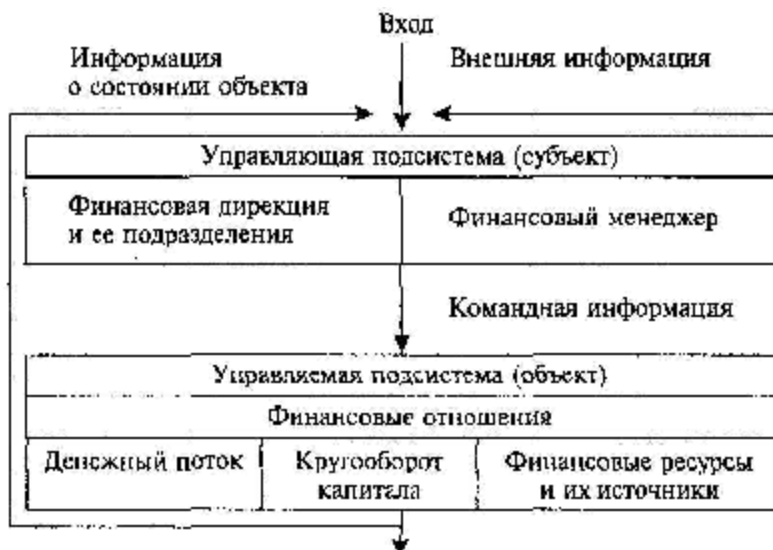 Вход
Информация
о состоянии объекта
Внешняя информация
Управляющая подсистема (субъект)
Финансовая дирекция
и ее подразделения
Финансовый менеджер
Командная информация
Управляемая подсистема (объект)
Финансовые отношения
Денежный поток
Кругооборот
капитала
Финансовые ресурсы
и их источники